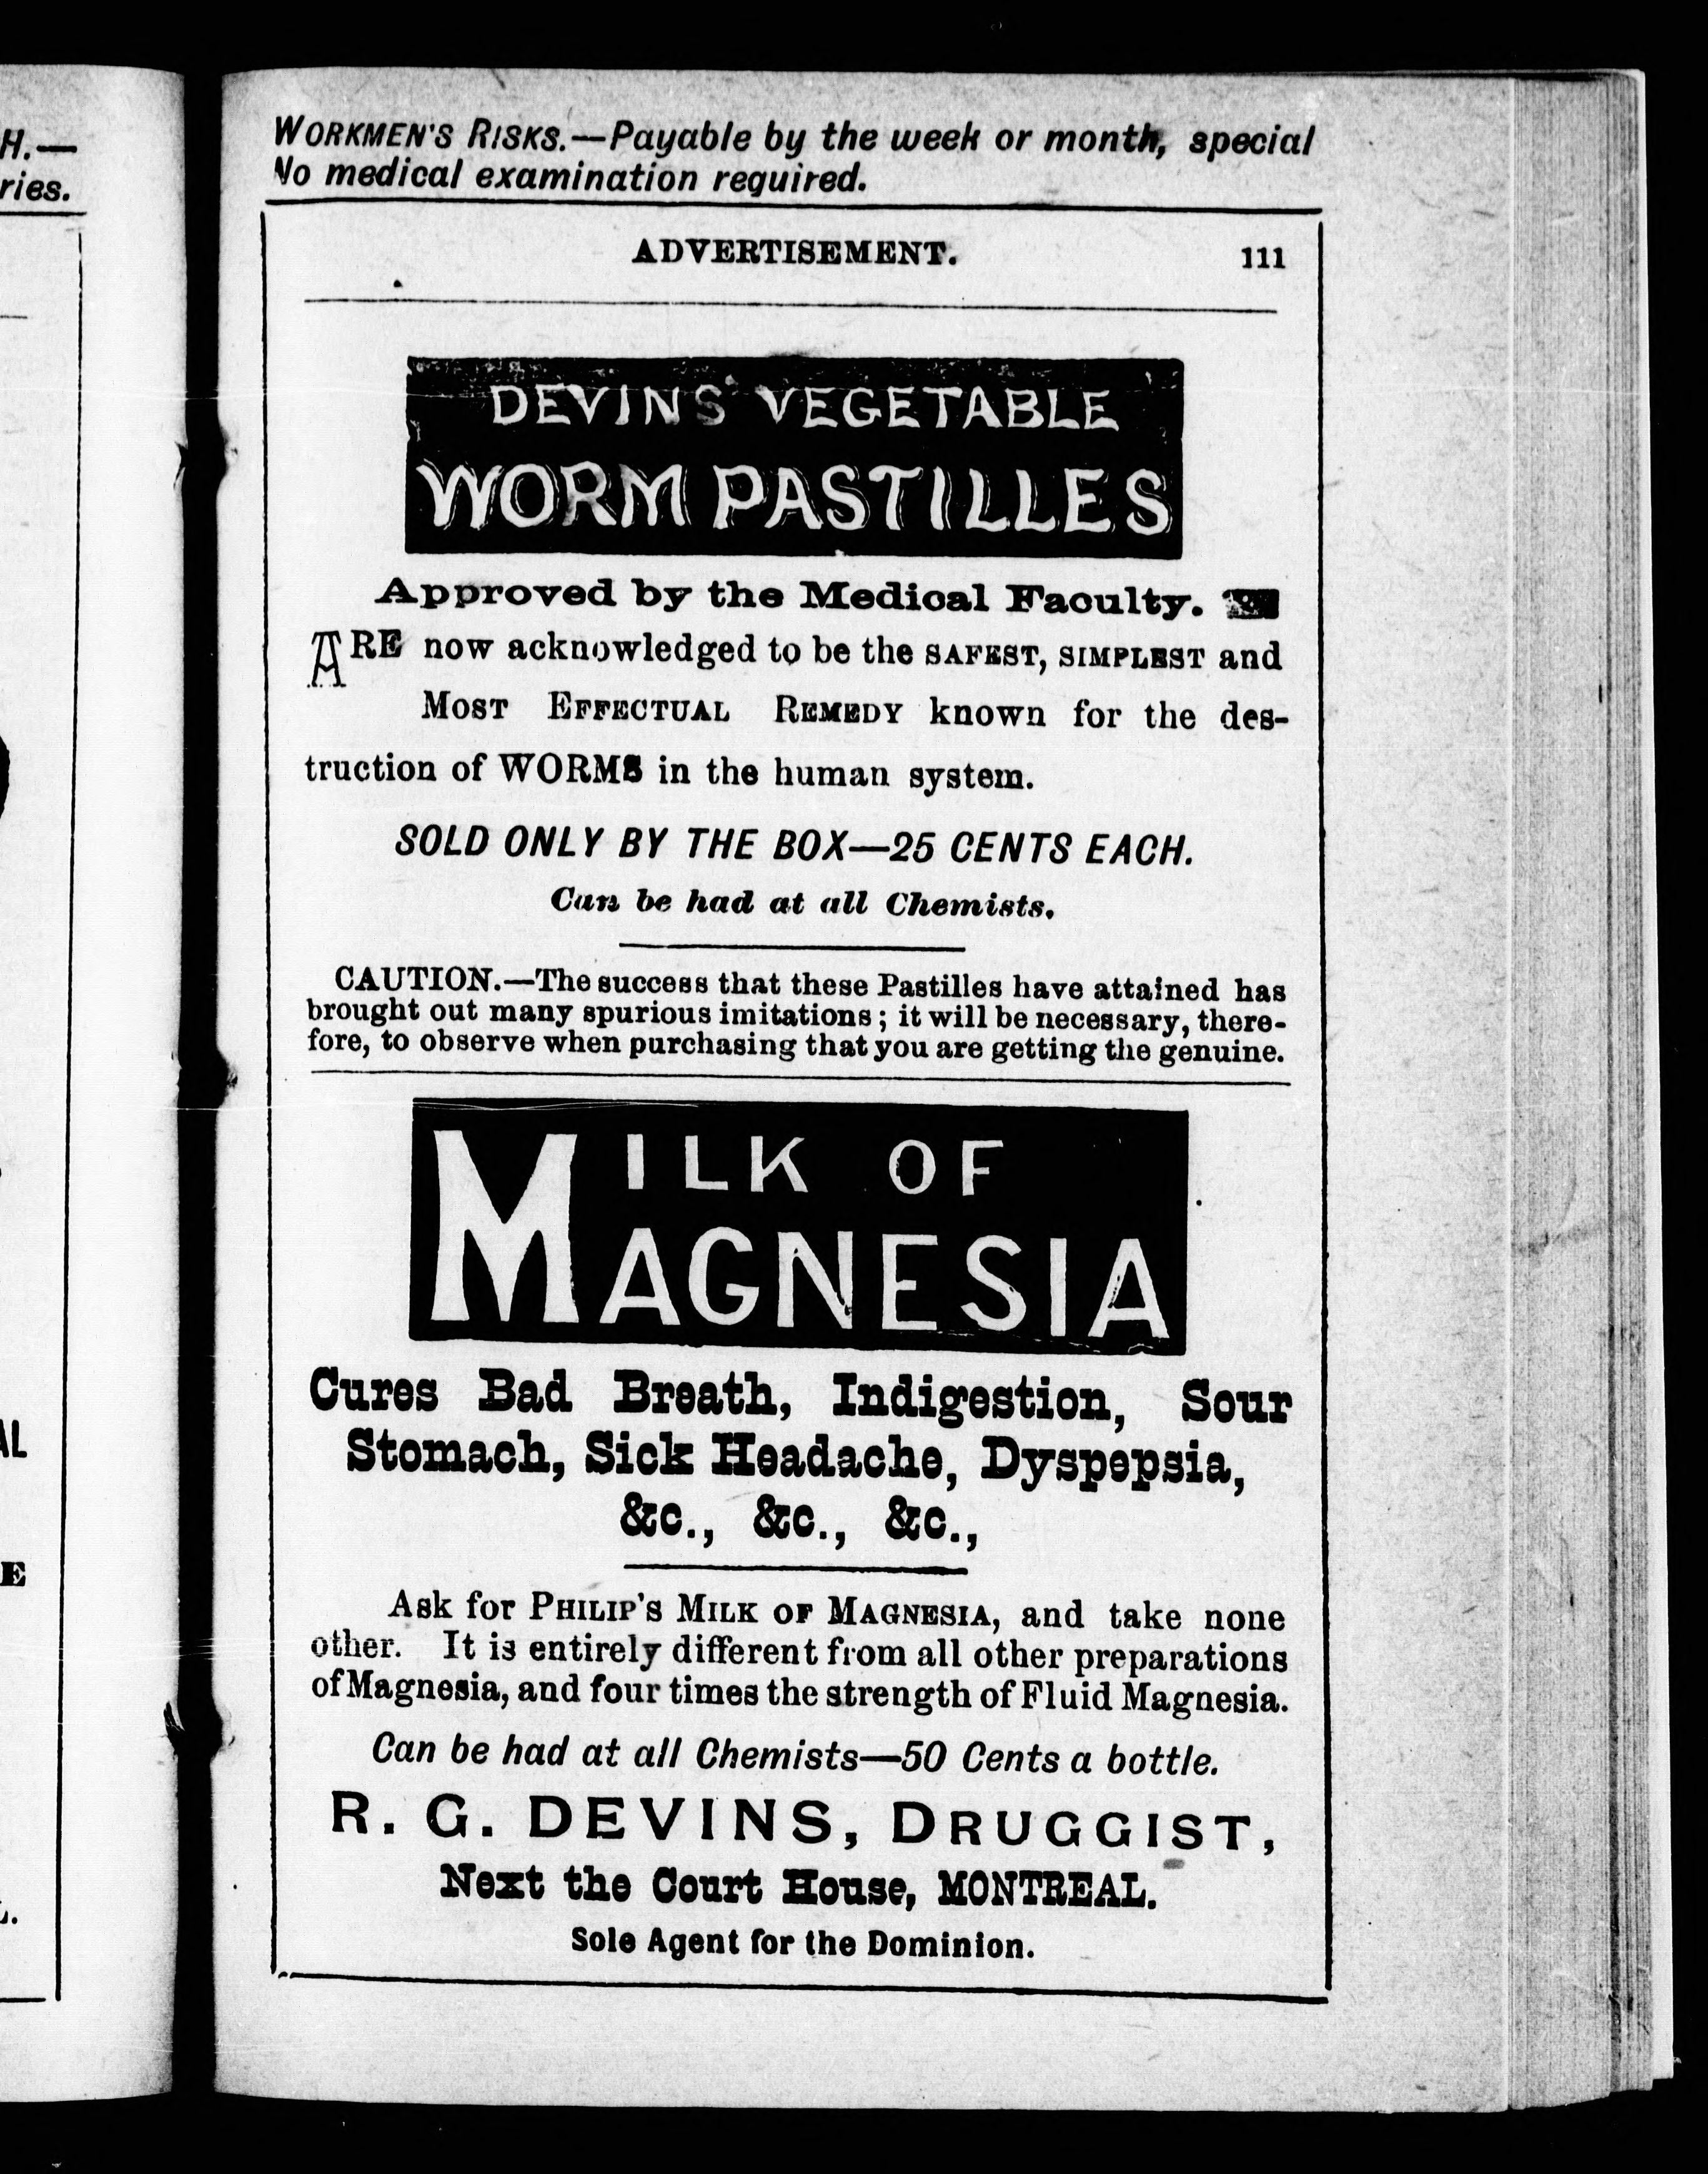 H.—
ries.
AL
E
WORKMEN'S RISKS.—Payable by the week or month, special
No medical examination required.
ADVERTISEMENT. 111
DEVINS' VEGETABLE
WORM PASTILLES
Approved by the Medical Faculty.
ARE now acknowledged to be the SAFEST, SIMPLEST and
MOST EFFECTUAL REMEDY known for the des-
truction of WORMS in the human system.
SOLD ONLY BY THE BOX—25 CENTS EACH.
Can be had at all Chemists.
CAUTION.—The success that these Pastilles have attained has
brought out many spurious imitations; it will be necessary, there-
fore, to observe when purchasing that you are getting the genuine.
MILK OF
MAGNESIA
Cures Bad Breath, Indigestion, Sour
Stomach, Sick Headache, Dyspepsia,
&c., &c., &c.,
Ask for PHILIP'S MILK OF MAGNESIA, and take none
other. It is entirely different from all other preparations
of Magnesia, and four times the strength of Fluid Magnesia.
Can be had at all Chemists—50 Cents a bottle.
R. G. DEVINS, DRUGGIST,
Next the Court House, MONTREAL.
Sole Agent for the Dominion.